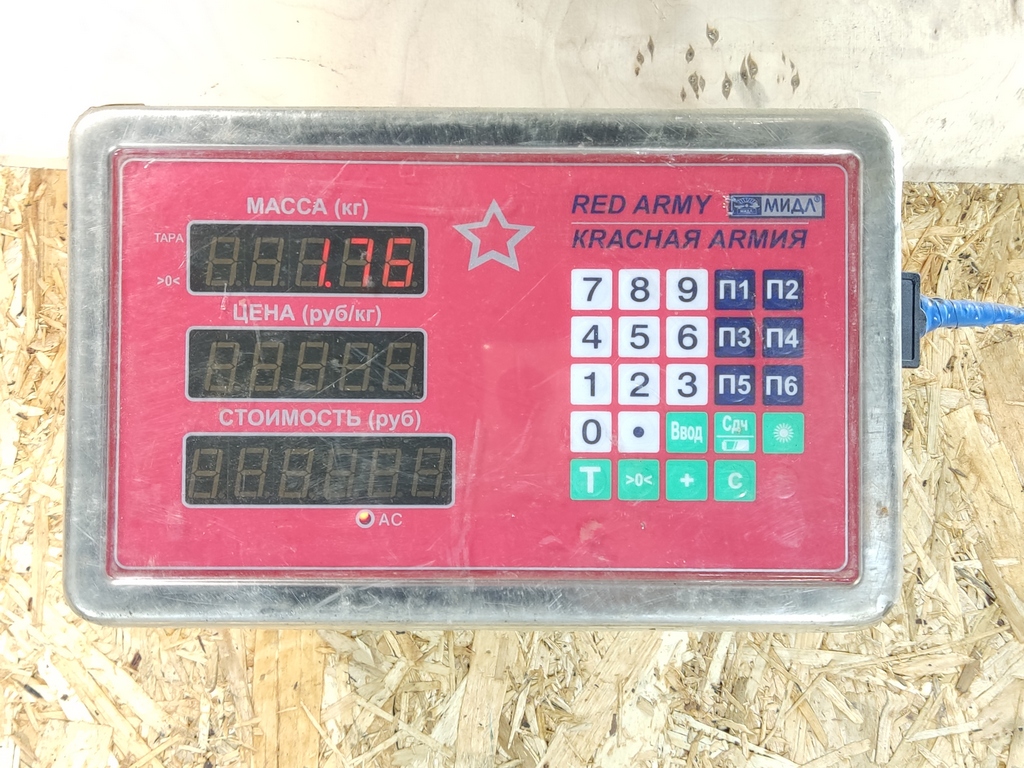 МАССА (кг)
ТАРА
1.76
>0<
ЦЕНА (руб/кг)
СТОИМОСТЬ (руб)
AC
RED ARMY МИДЛ®
КRАСНАЯ АRМИЯ
7 8 9 П1 П2
4 5 6 П3 П4
1 2 3 П5 П6
0 • Ввод Сдч
T >0< + C